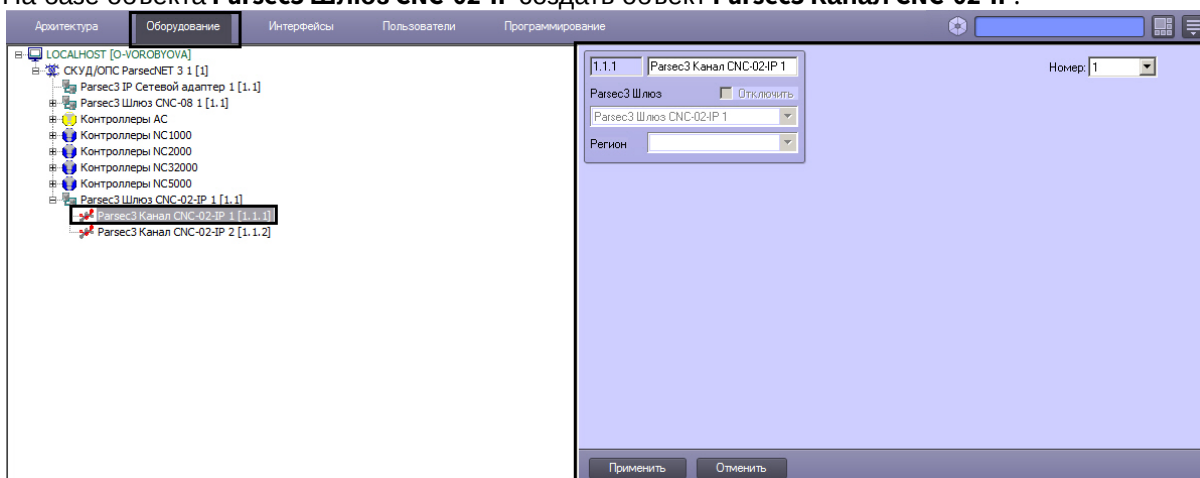 На базе объекта Parsec3 Шлюз CNC-02-IP создать объект Parsec3 Канал CNC-02-IP.
Архитектура Оборудование Интерфейсы Пользователи Программирование
LOCALHOST [O-VOROBYOVA]
СКУД/ОПС ParsecNET 3 1 [1]
Parsec3 IP Сетевой адаптер 1 [1.1]
Parsec3 Шлюз CNC-08 1 [1.1]
Контроллеры AC
Контроллеры NC1000
Контроллеры NC2000
Контроллеры NC32000
Контроллеры NC5000
Parsec3 Шлюз CNC-02-IP 1 [1.1]
Parsec3 Канал CNC-02-IP 1 [1.1.1]
Parsec3 Канал CNC-02-IP 2 [1.1.2]
1.1.1 Parsec3 Канал CNC-02-IP 1
Номер: 1
Parsec3 Шлюз Отключить
Parsec3 Шлюз CNC-02-IP 1
Регион
Применить Отменить